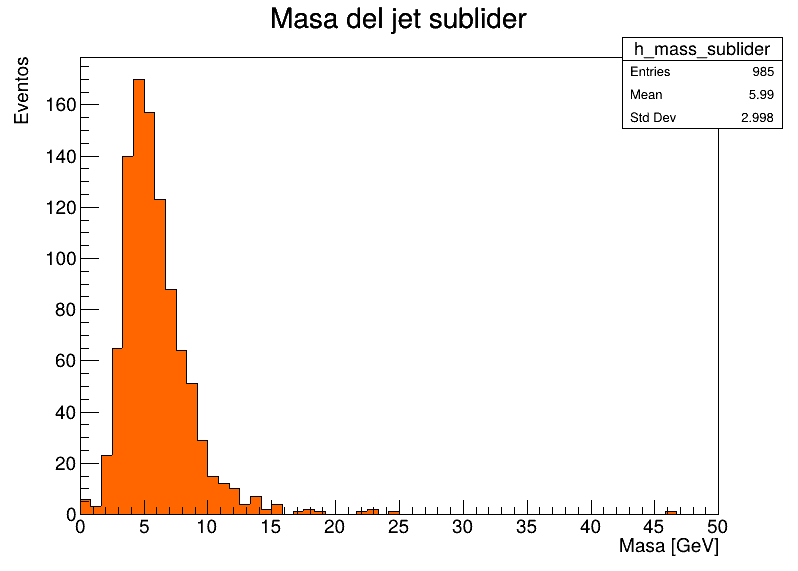 Masa del jet sublider
h_mass_sublider
Entries 985
Mean 5.99
Std Dev 2.998
Eventos
160
140
120
100
80
60
40
20
0
0 5 10 15 20 25 30 35 40 45 50
Masa [GeV]